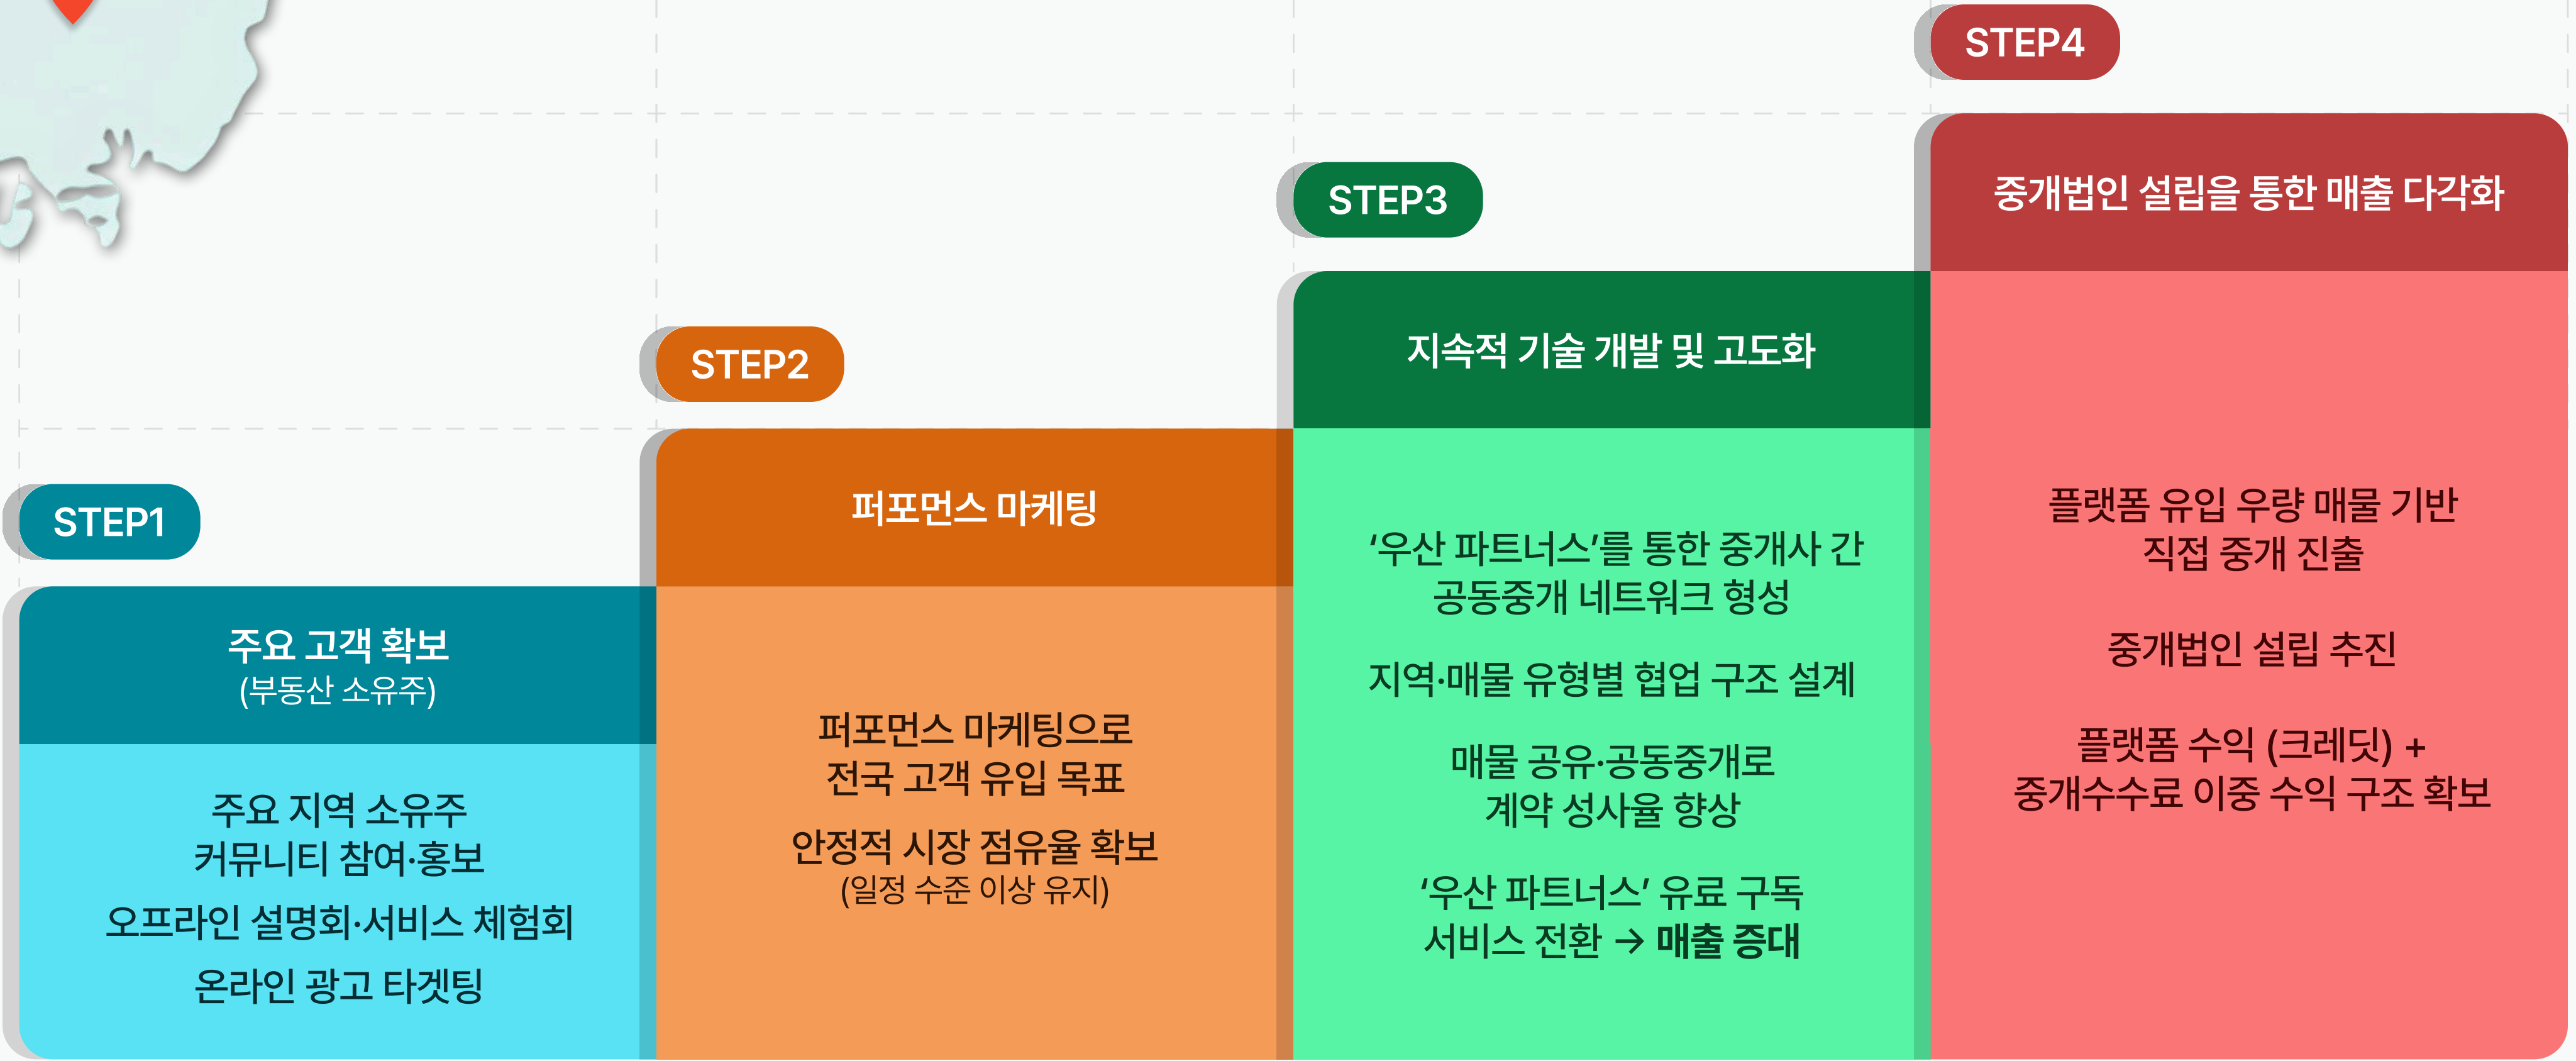 STEP1
주요 고객 확보
(부동산 소유주)
주요 지역 소유주
커뮤니티 참여·홍보
오프라인 설명회·서비스 체험회
온라인 광고 타겟팅
STEP2
퍼포먼스 마케팅
퍼포먼스 마케팅으로
전국 고객 유입 목표
안정적 시장 점유율 확보
(일정 수준 이상 유지)
STEP3
지속적 기술 개발 및 고도화
‘우산 파트너스’를 통한 중개사 간
공동중개 네트워크 형성
지역·매물 유형별 협업 구조 설계
매물 공유·공동중개로
계약 성사율 향상
‘우산 파트너스’ 유료 구독
서비스 전환 → 매출 증대
STEP4
중개법인 설립을 통한 매출 다각화
플랫폼 유입 우량 매물 기반
직접 중개 진출
중개법인 설립 추진
플랫폼 수익 (크레딧) +
중개수수료 이중 수익 구조 확보